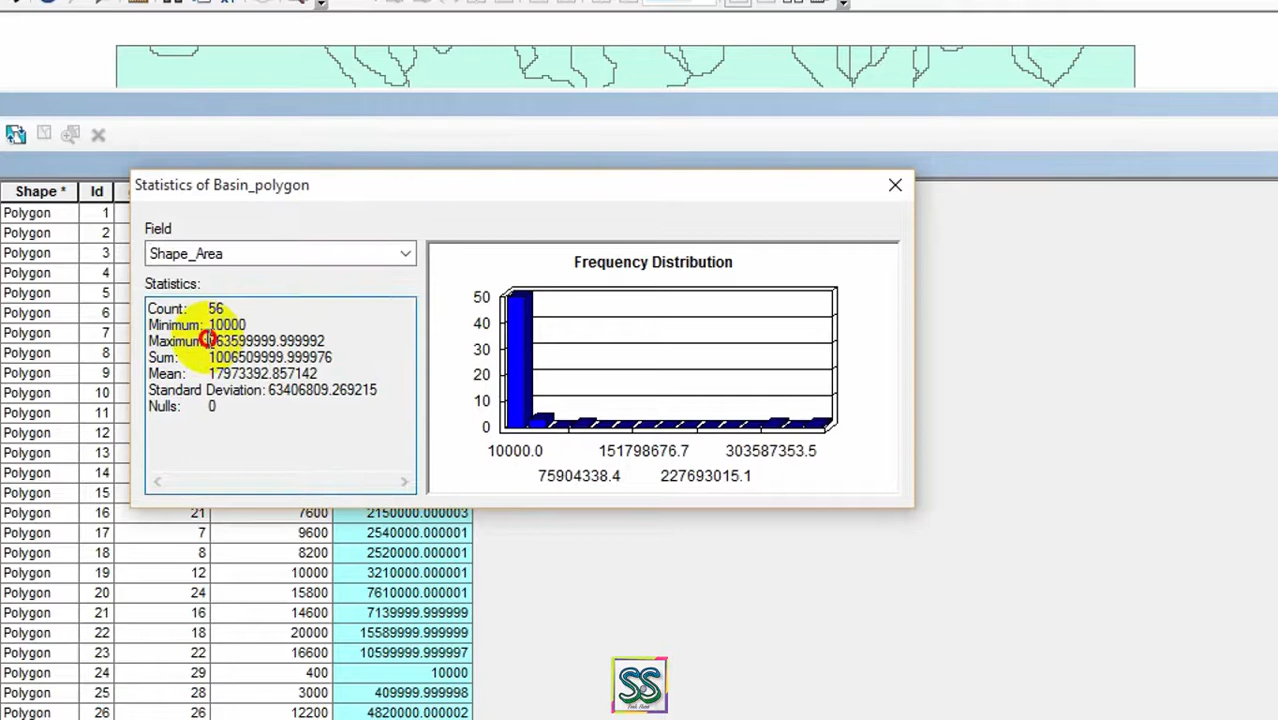 Statistics of Basin_polygon
Field
Shape_Area
Statistics:
Count: 56
Minimum: 10000
Maximum: 63599999.999992
Sum: 1006509999.999976
Mean: 17973392.857142
Standard Deviation: 63406809.269215
Nulls: 0
Frequency Distribution
50
40
30
20
10
0
10000.0 151798676.7 303587353.5
75904338.4 227693015.1
Shape * Id
Polygon 1
Polygon 2
Polygon 3
Polygon 4
Polygon 5
Polygon 6
Polygon 7
Polygon 8
Polygon 9
Polygon 10
Polygon 11
Polygon 12
Polygon 13
Polygon 14
Polygon 15
Polygon 16 21 7600 2150000.000003
Polygon 17 7 9600 2540000.000001
Polygon 18 8 8200 2520000.000001
Polygon 19 12 10000 3210000.000001
Polygon 20 24 15800 7610000.000001
Polygon 21 16 14600 7139999.999999
Polygon 22 18 20000 15589999.999999
Polygon 23 22 16600 10599999.999997
Polygon 24 29 400 10000
Polygon 25 28 3000 409999.999998
Polygon 26 26 12200 4820000.000002
SS